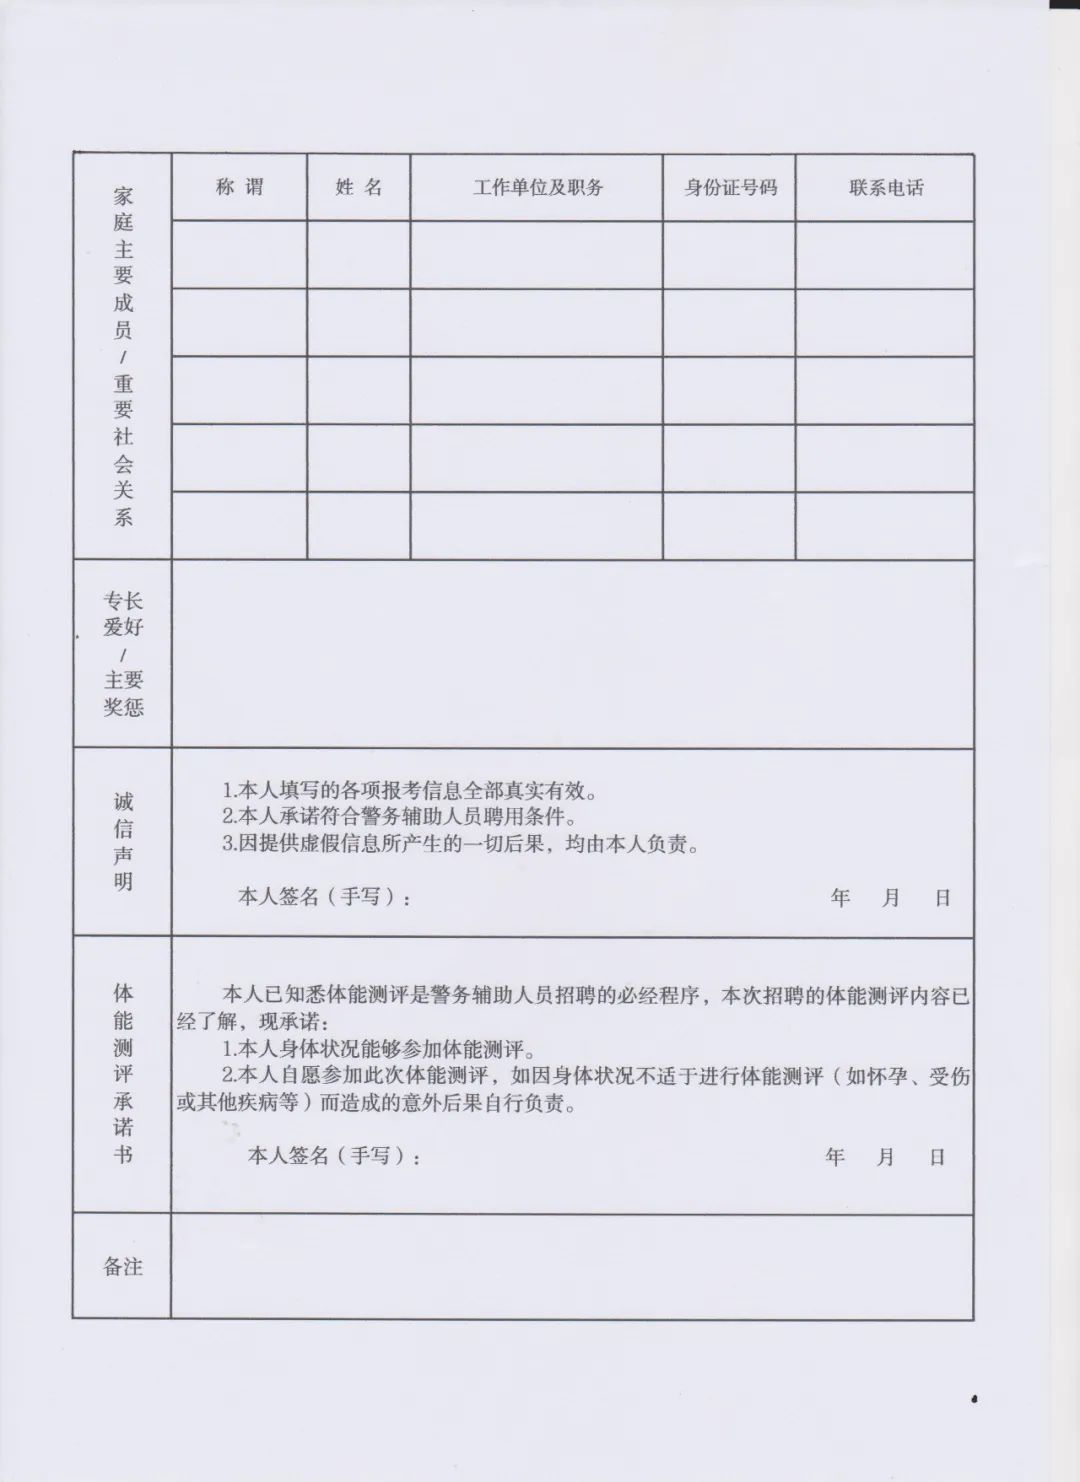 家庭主要成员/重要社会关系
称 谓 姓 名 工作单位及职务 身份证号码 联系电话
专长
爱好
/
主要
奖惩
诚信声明
1.本人填写的各项报考信息全部真实有效。
2.本人承诺符合警务辅助人员聘用条件。
3.因提供虚假信息所产生的一切后果，均由本人负责。
本人签名（手写）： 年 月 日
体能测评承诺书
本人已知悉体能测评是警务辅助人员招聘的必经程序，本次招聘的体能测评内容已
经了解，现承诺：
1.本人身体状况能够参加体能测评。
2.本人自愿参加此次体能测评，如因身体状况不适于进行体能测评（如怀孕、受伤
或其他疾病等）而造成的意外后果自行负责。
本人签名（手写）： 年 月 日
备注